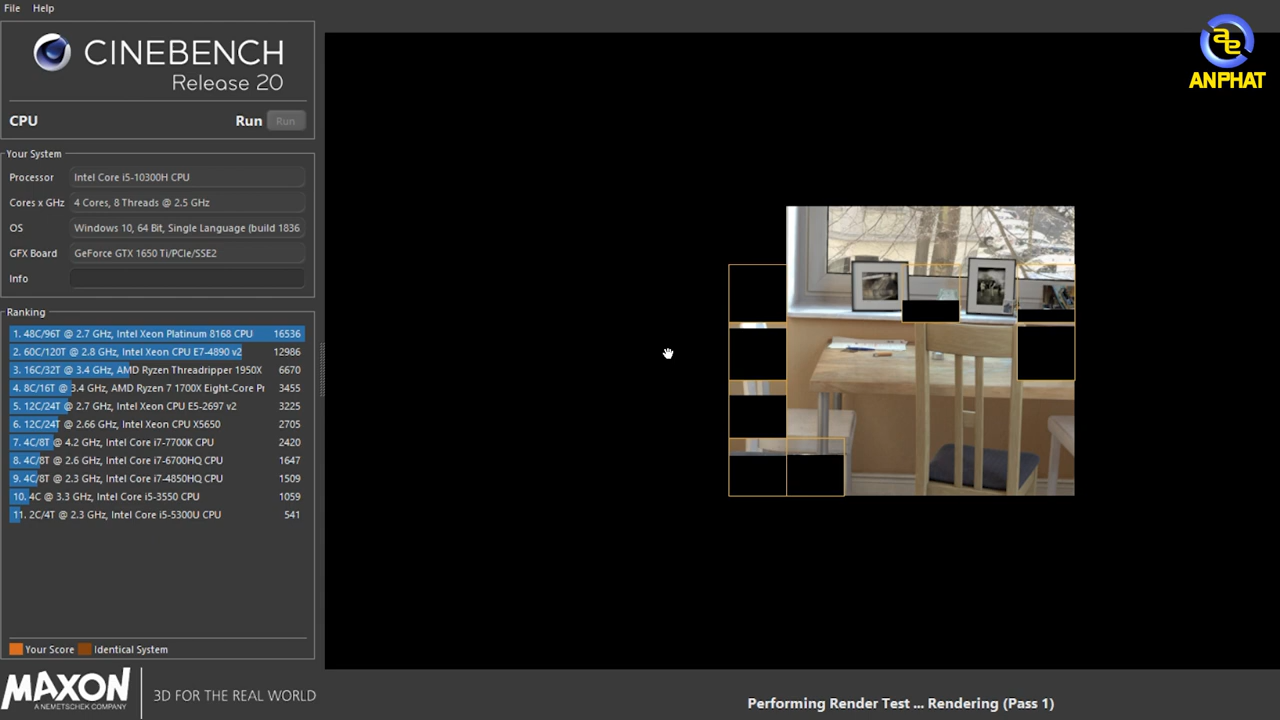 File Help
CINEBENCH
Release 20
CPU Run Run
Your System
Processor Intel Core i5-10300H CPU
Cores x GHz 4 Cores, 8 Threads @ 2.5 GHz
OS Windows 10, 64 Bit, Single Language (build 1836
GFX Board GeForce GTX 1650 Ti/PCIe/SSE2
Info
Ranking
1. 48C/96T @ 2.7 GHz, Intel Xeon Platinum 8168 CPU 16536
2. 60C/120T @ 2.8 GHz, Intel Xeon CPU E7-4890 v2 12986
3. 16C/32T @ 3.4 GHz, AMD Ryzen Threadripper 1950X 6670
4. 8C/16T @ 3.4 GHz, AMD Ryzen 7 1700X Eight-Core Pr 3455
5. 12C/24T @ 2.7 GHz, Intel Xeon CPU E5-2697 v2 3225
6. 12C/24T @ 2.66 GHz, Intel Xeon CPU X5650 2705
7. 4C/8T @ 4.2 GHz, Intel Core i7-7700K CPU 2420
8. 4C/8T @ 2.6 GHz, Intel Core i7-6700HQ CPU 1647
9. 4C/8T @ 2.3 GHz, Intel Core i7-4850HQ CPU 1509
10. 4C @ 3.3 GHz, Intel Core i5-3550 CPU 1059
11. 2C/4T @ 2.3 GHz, Intel Core i5-5300U CPU 541
Your Score Identical System
MAXON
A NEMETSCHEK COMPANY
3D FOR THE REAL WORLD
ae
ANPHAT
Performing Render Test ... Rendering (Pass 1)